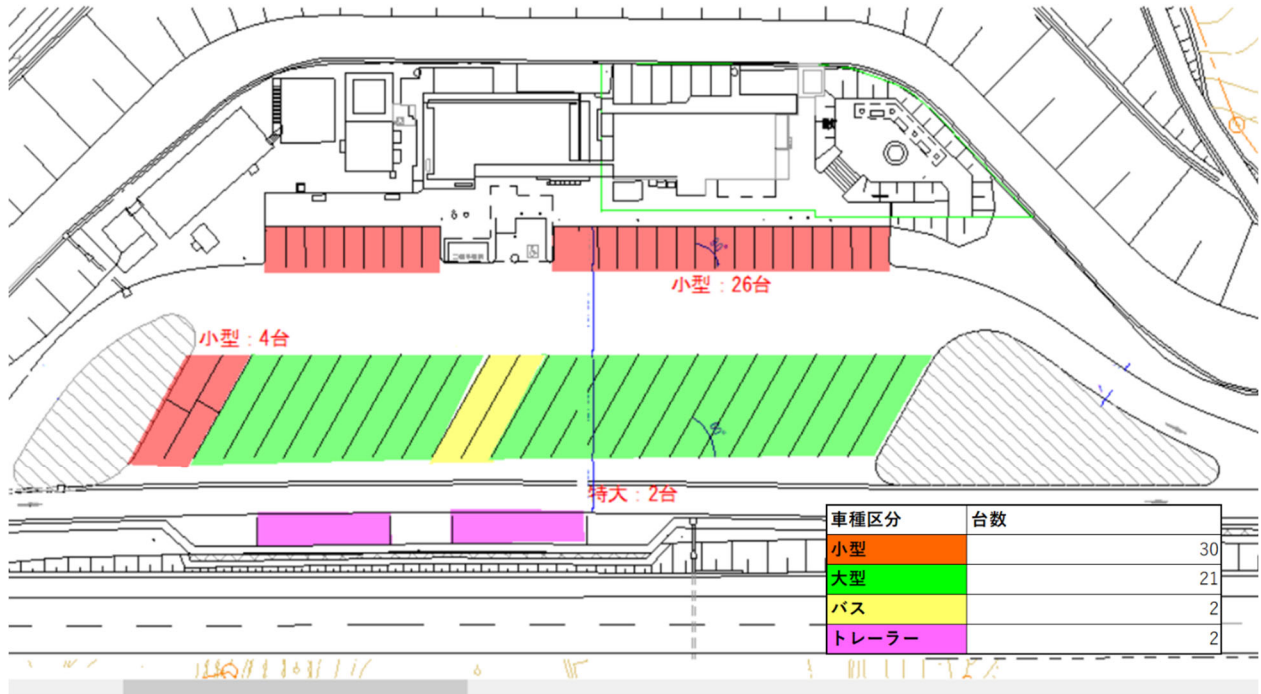 小型：26台
小型：4台
特大：2台
車種区分 台数
小型 30
大型 21
バス 2
トレーラー 2